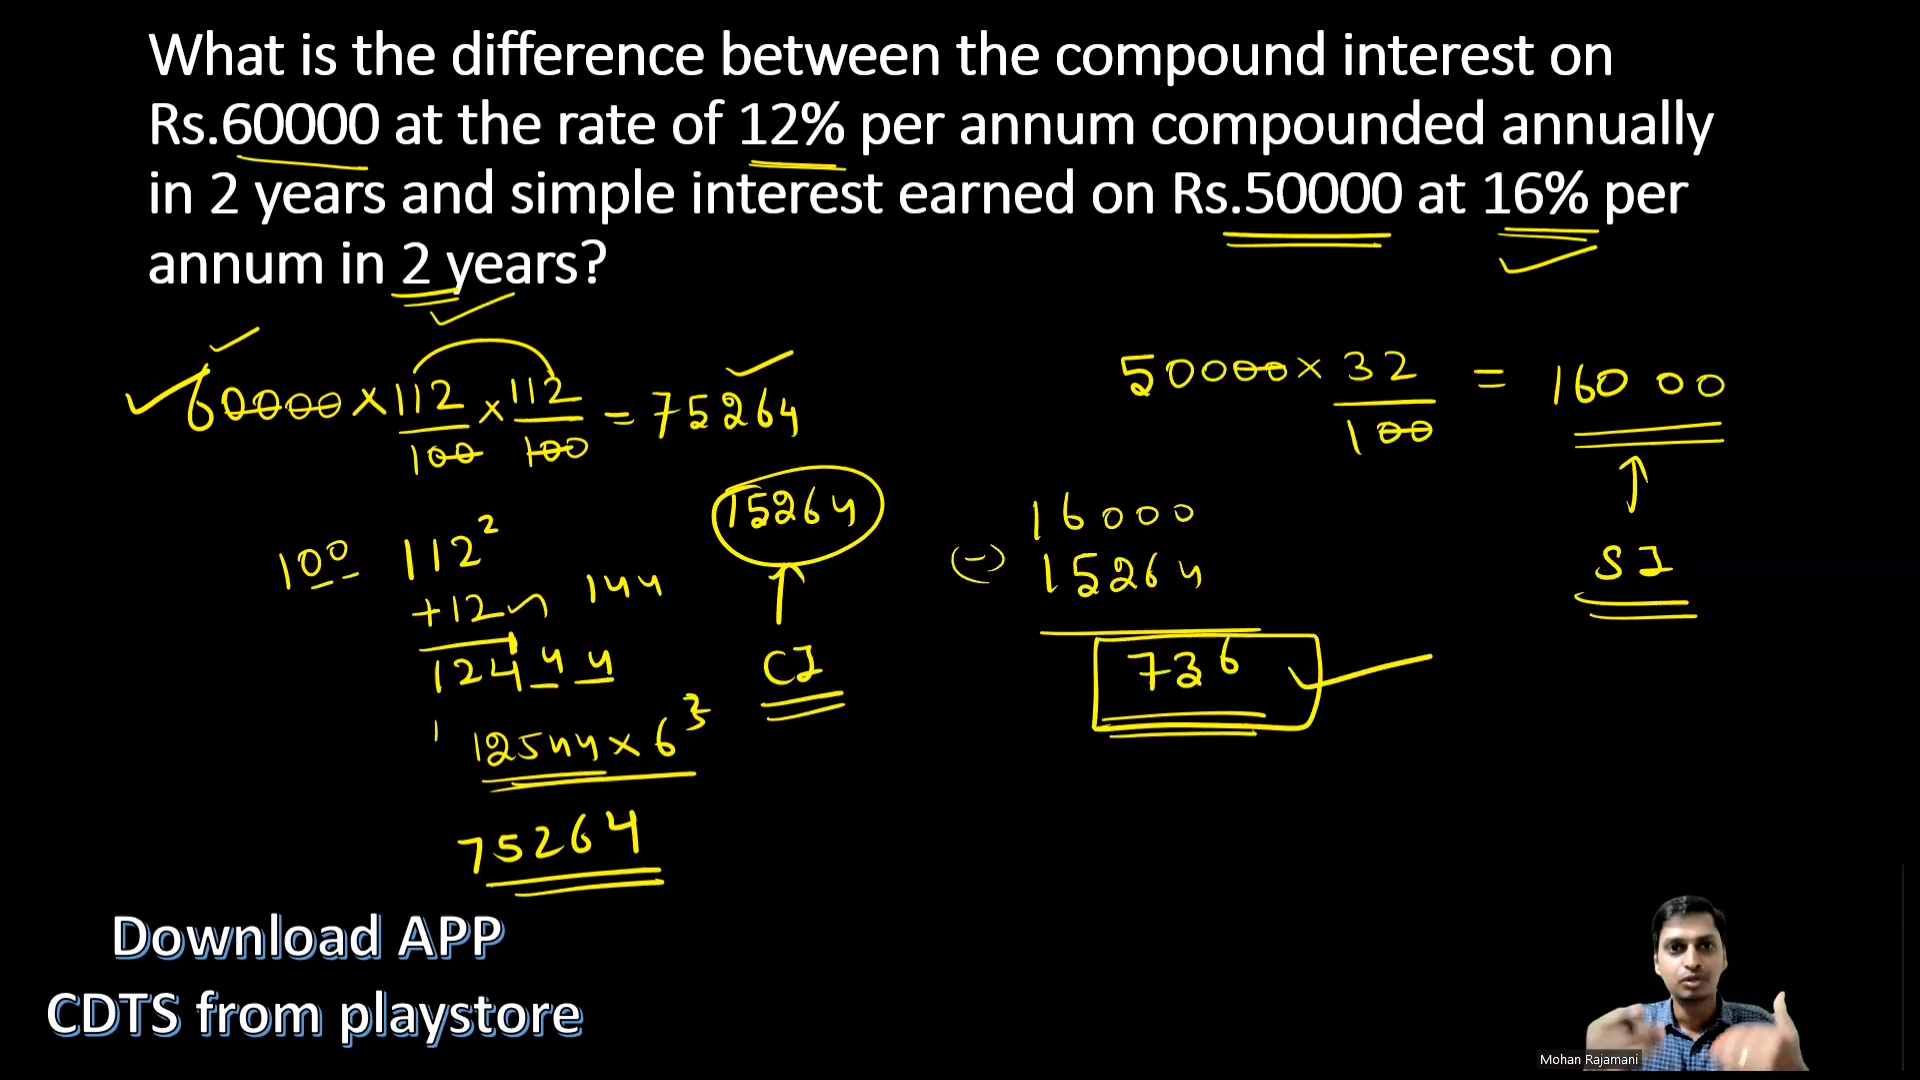 What is the difference between the compound interest on
Rs.60000 at the rate of 12% per annum compounded annually
in 2 years and simple interest earned on Rs.50000 at 16% per
annum in 2 years?
60000 × 112/100 × 112/100 = 75264
50000 × 32/100 = 16000
15264
CI
SI
100 112²
+12 144
124 4 4
12544 × 6
75264
16000
(-) 15264
736
Download APP
CDTS from playstore
Mohan Rajamani